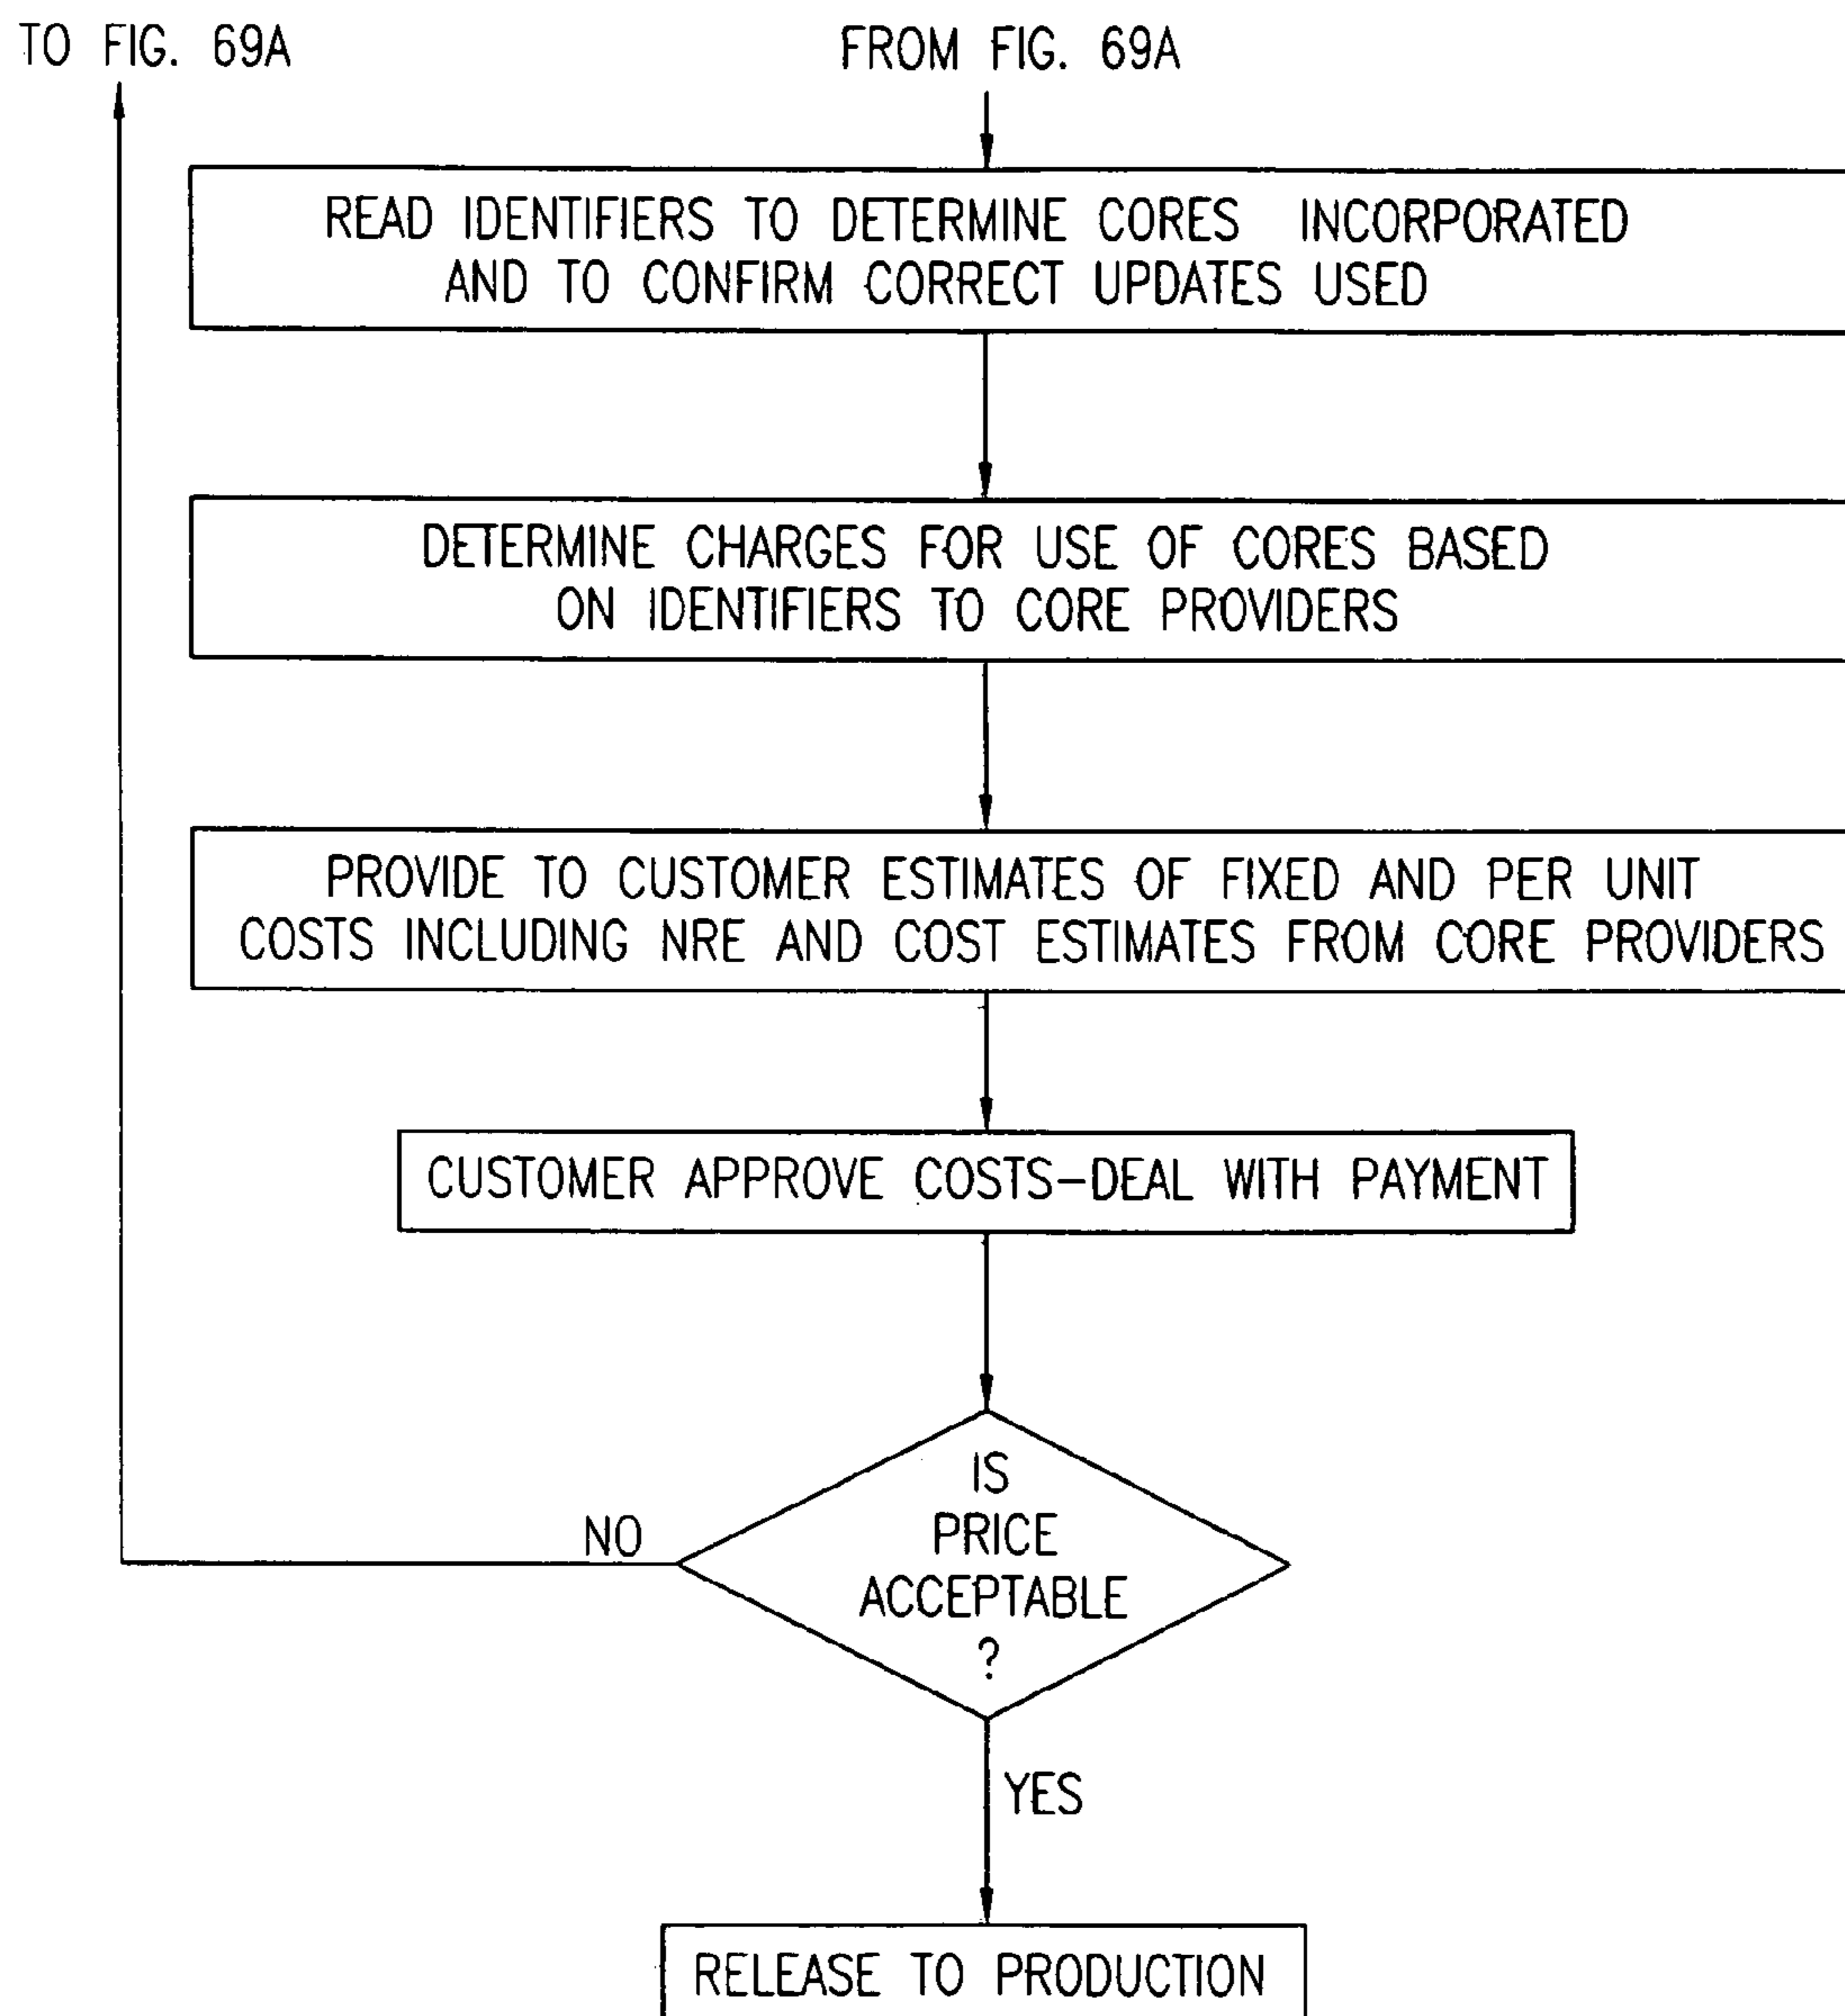 TO FIG. 69A
FROM FIG. 69A
READ IDENTIFIERS TO DETERMINE CORES INCORPORATED
AND TO CONFIRM CORRECT UPDATES USED
DETERMINE CHARGES FOR USE OF CORES BASED
ON IDENTIFIERS TO CORE PROVIDERS
PROVIDE TO CUSTOMER ESTIMATES OF FIXED AND PER UNIT
COSTS INCLUDING NRE AND COST ESTIMATES FROM CORE PROVIDERS
CUSTOMER APPROVE COSTS-DEAL WITH PAYMENT
IS
PRICE
ACCEPTABLE
?
NO
YES
RELEASE TO PRODUCTION